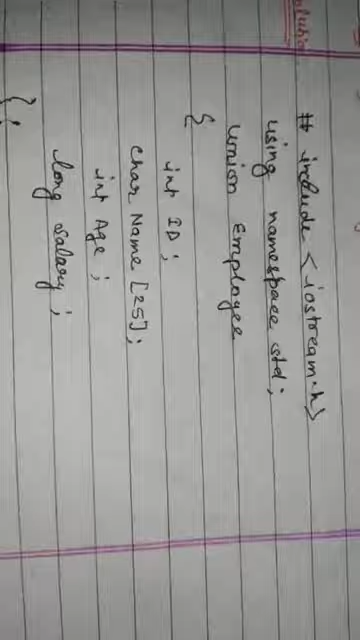 # include <iostream.h>
using namespace std;
Union Employee
{
int ID;
char Name [25];
int Age;
long Salary;
};